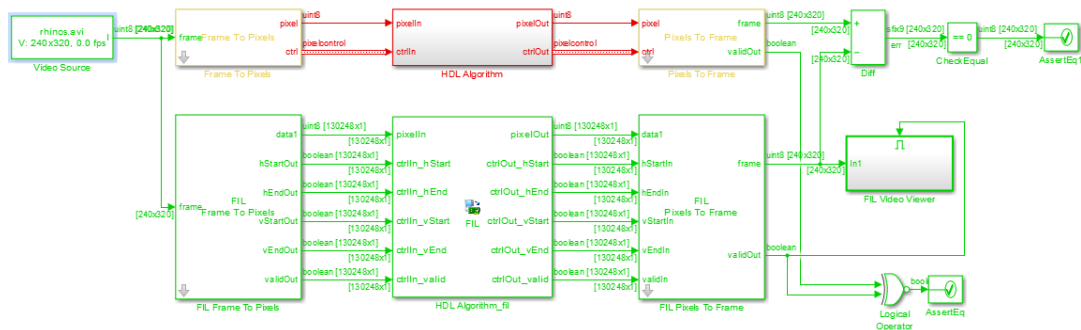 rhinos.avi
V: 240x320, 0.0 fps
Video Source
uint8 [240x320]
[240x320]
frame
Frame To Pixels
pixel
ctrl
Frame To Pixels
uint8
pixelcontrol
pixelIn
ctrlIn
pixelOut
ctrlOut
HDL Algorithm
uint8
pixelcontrol
pixel
ctrl
Pixels To Frame
frame
validOut
Pixels To Frame
uint8 [240x320]
[240x320]
boolean
+
−
Diff
[240x320]
sfix9 [240x320]
err
[240x320]
== 0
CheckEqual
uint8 [240x320]
[240x320]
AssertEq1
[240x320]
frame
FIL
Frame To Pixels
data1
hStartOut
hEndOut
vStartOut
vEndOut
validOut
FIL Frame To Pixels
uint8 [130248x1]
[130248x1]
boolean [130248x1]
[130248x1]
boolean [130248x1]
[130248x1]
boolean [130248x1]
[130248x1]
boolean [130248x1]
[130248x1]
boolean [130248x1]
[130248x1]
pixelIn
ctrlIn_hStart
ctrlIn_hEnd
ctrlIn_vStart
ctrlIn_vEnd
ctrlIn_valid
FIL
pixelOut
ctrlOut_hStart
ctrlOut_hEnd
ctrlOut_vStart
ctrlOut_vEnd
ctrlOut_valid
HDL Algorithm_fil
uint8 [130248x1]
[130248x1]
boolean [130248x1]
[130248x1]
boolean [130248x1]
[130248x1]
boolean [130248x1]
[130248x1]
boolean [130248x1]
[130248x1]
boolean [130248x1]
[130248x1]
data1
hStartIn
hEndIn
vStartIn
vEndIn
validIn
FIL
Pixels To Frame
frame
validOut
FIL Pixels To Frame
uint8 [240x320]
[240x320]
boolean
In1
FIL Video Viewer
Logical
Operator
AssertEq